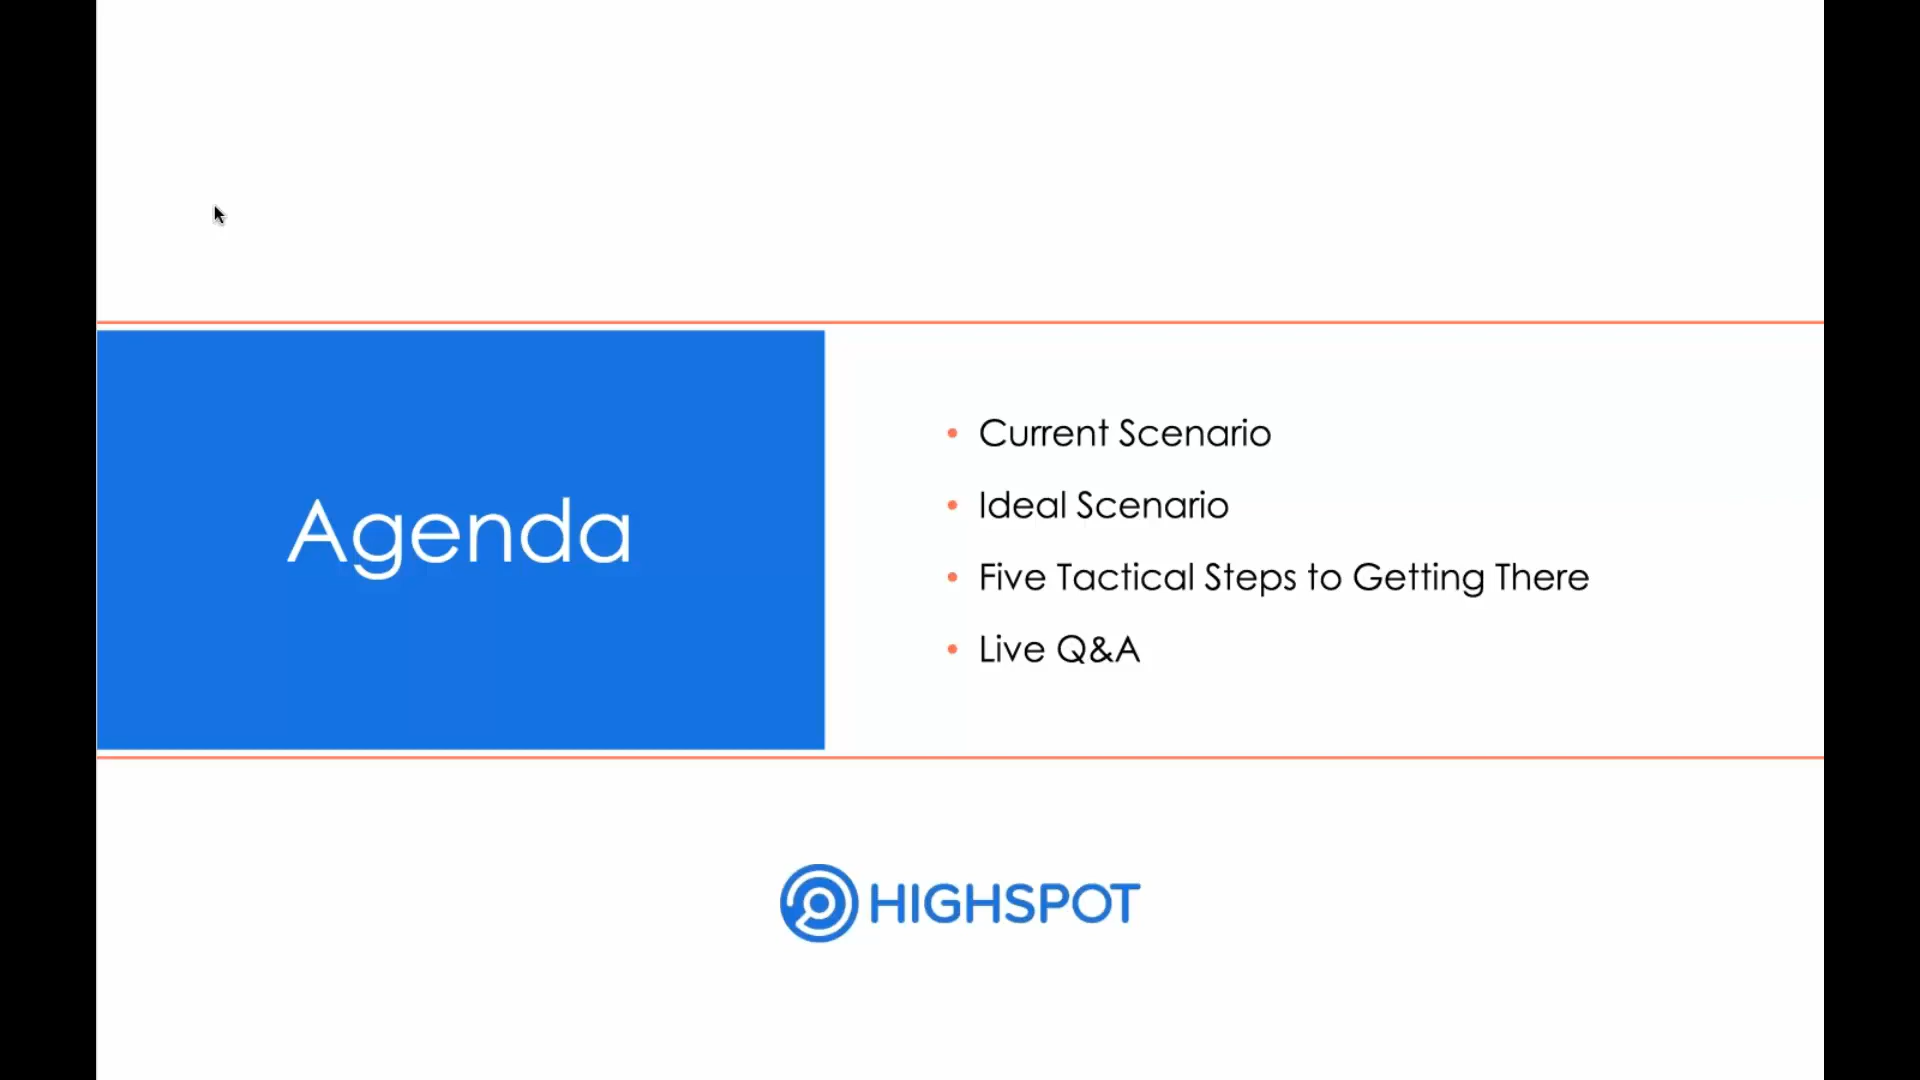 Agenda
• Current Scenario
• Ideal Scenario
• Five Tactical Steps to Getting There
• Live Q&A
HIGHSPOT